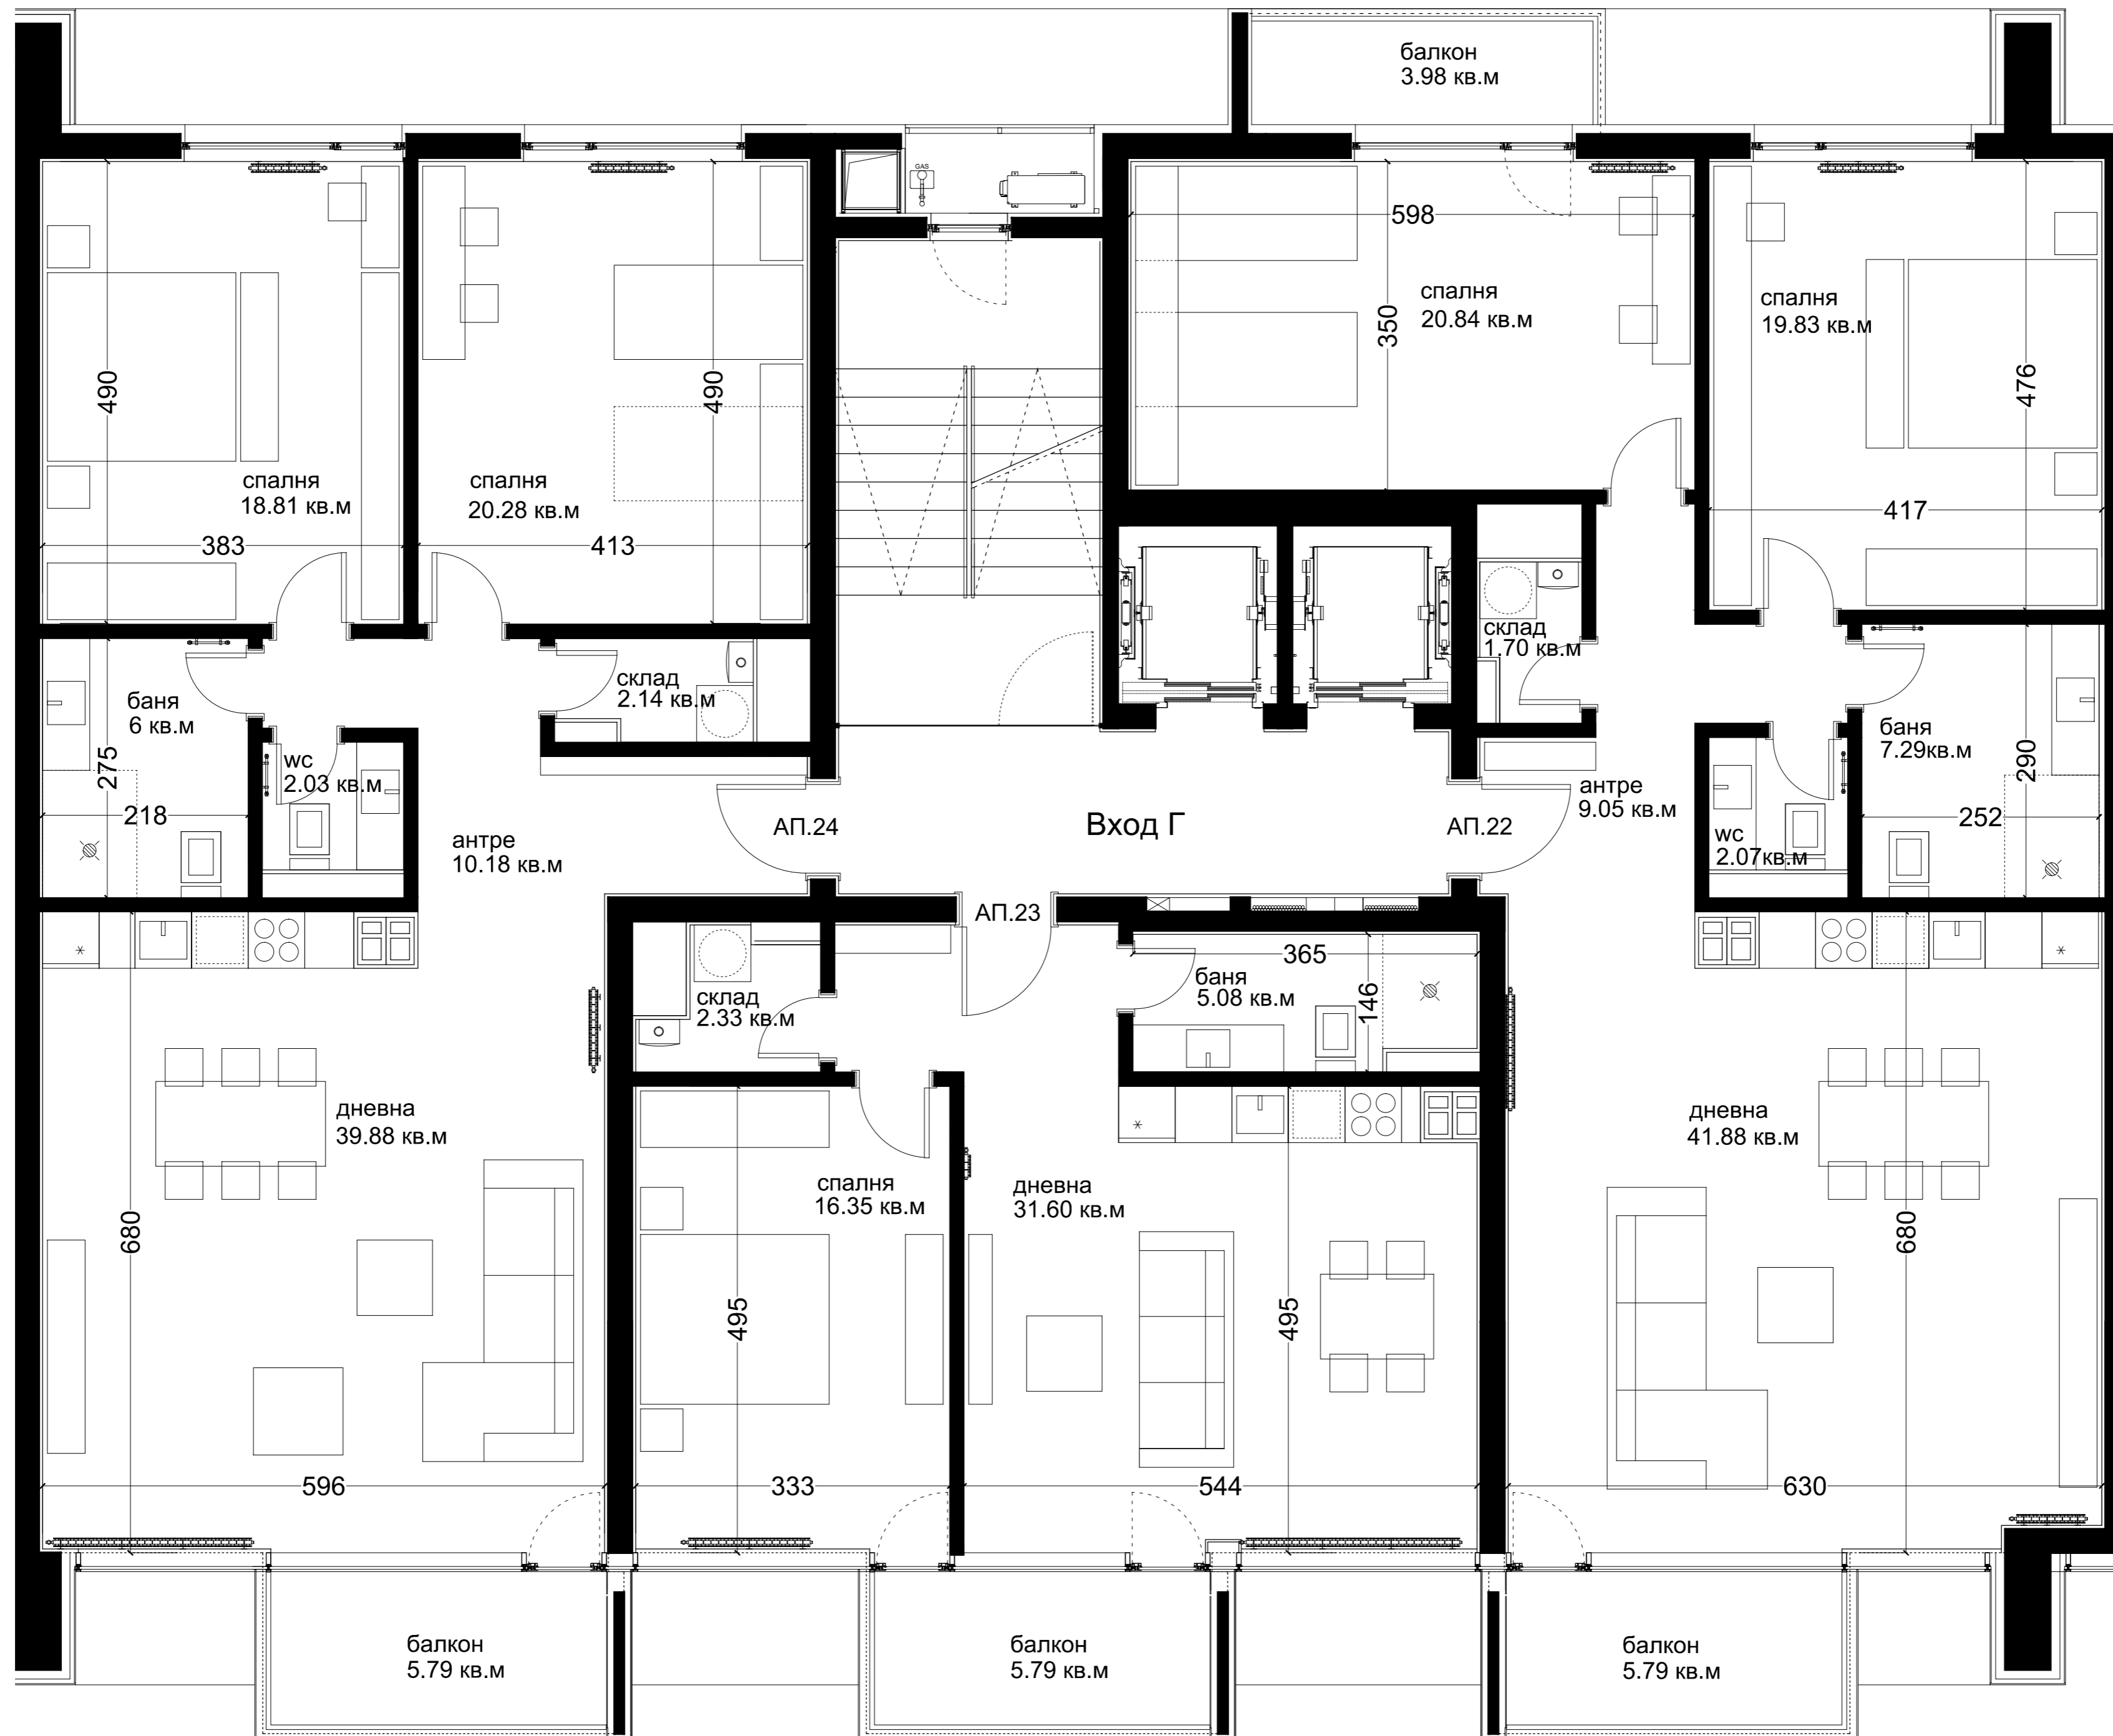 балкон
3.98 кв.м
GAS
598
спалня
20.84 кв.м
350
спалня
19.83 кв.м
476
417
490
спалня
18.81 кв.м
383
490
спалня
20.28 кв.м
413
склад
1.70 кв.м
склад
2.14 кв.м
баня
6 кв.м
275
218
wc
2.03 кв.м
антре
10.18 кв.м
АП.24
Вход Г
АП.22
антре
9.05 кв.м
wc
2.07кв.м
баня
7.29кв.м
290
252
АП.23
365
баня
5.08 кв.м
146
склад
2.33 кв.м
дневна
39.88 кв.м
680
596
спалня
16.35 кв.м
495
333
дневна
31.60 кв.м
495
544
дневна
41.88 кв.м
680
630
балкон
5.79 кв.м
балкон
5.79 кв.м
балкон
5.79 кв.м